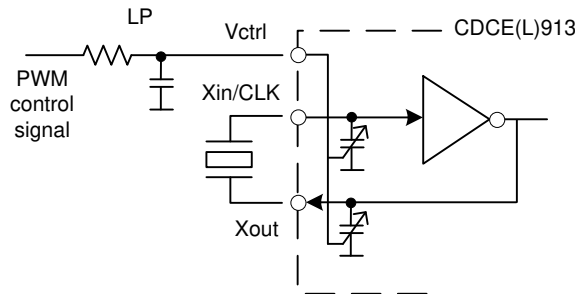 LP
Vctrl
CDCE(L)913
PWM
control
signal
Xin/CLK
Xout